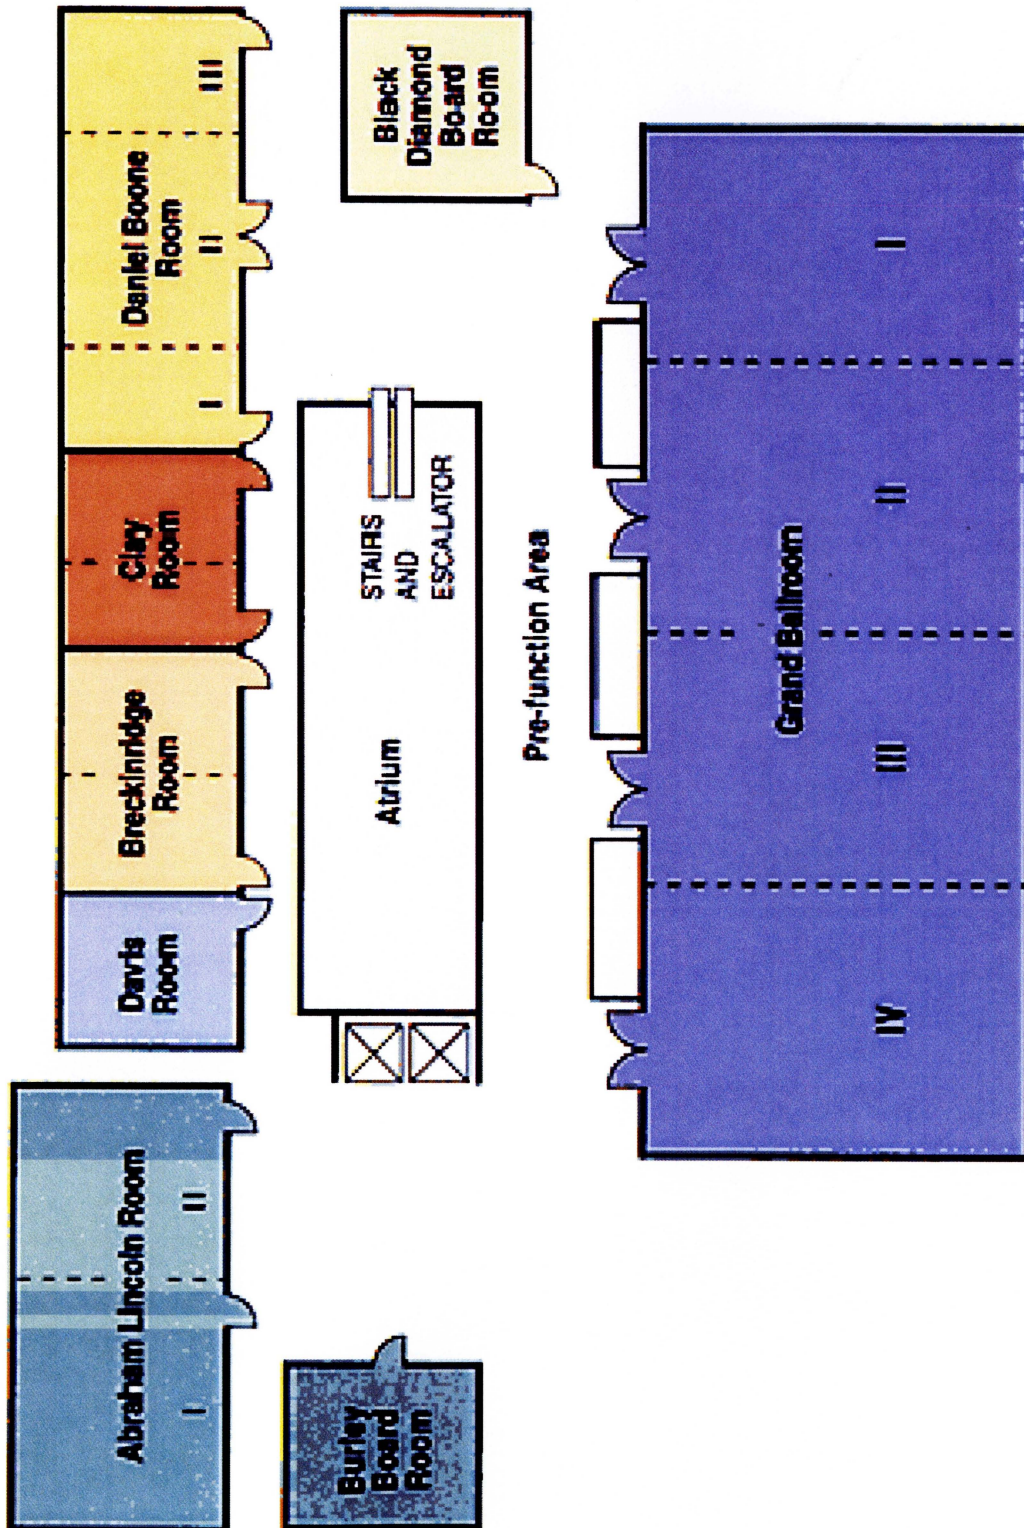 Abraham Lincoln Room
I
II
Davis
Room
Breckinridge
Room
Clay
Room
Daniel Boone
Room
I
II
III
Burley
Board
Room
Atrium
STAIRS
AND
ESCALATOR
Black
Diamond
Board
Room
Pre-function Area
Grand Ballroom
IV
III
II
I